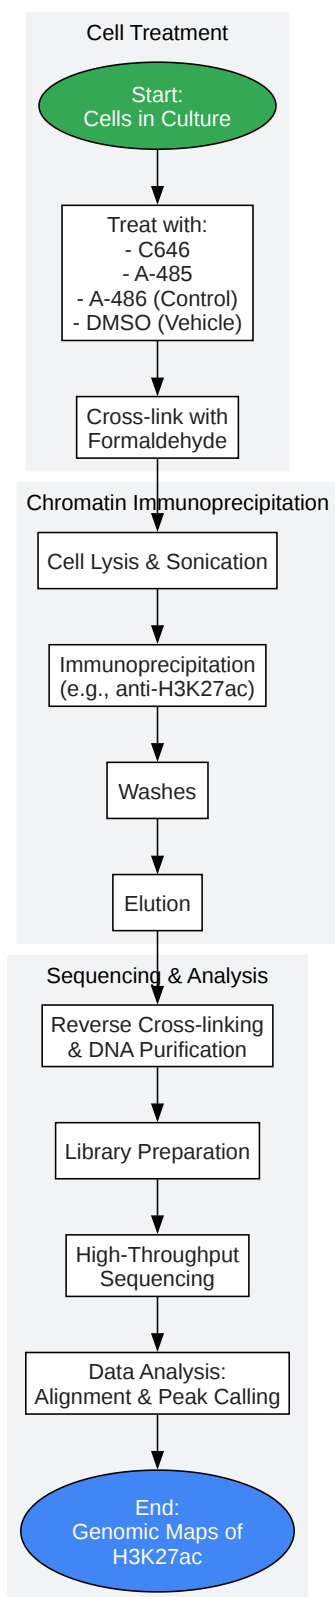 Cell Treatment
Start:
Cells in Culture
Treat with:
- C646
- A-485
- A-486 (Control)
- DMSO (Vehicle)
Cross-link with
Formaldehyde
Chromatin Immunoprecipitation
Cell Lysis & Sonication
Immunoprecipitation
(e.g., anti-H3K27ac)
Washes
Elution
Sequencing & Analysis
Reverse Cross-linking
& DNA Purification
Library Preparation
High-Throughput
Sequencing
Data Analysis:
Alignment & Peak Calling
End:
Genomic Maps of
H3K27ac